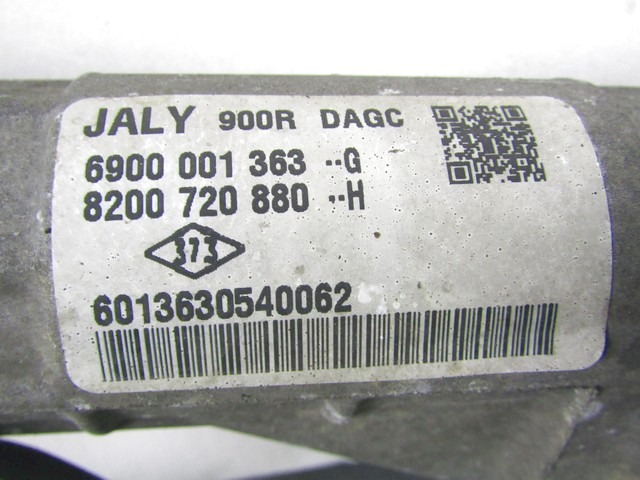 JALY 900R DAGC
6900 001 363 --G
8200 720 880 --H
373
6013630540062